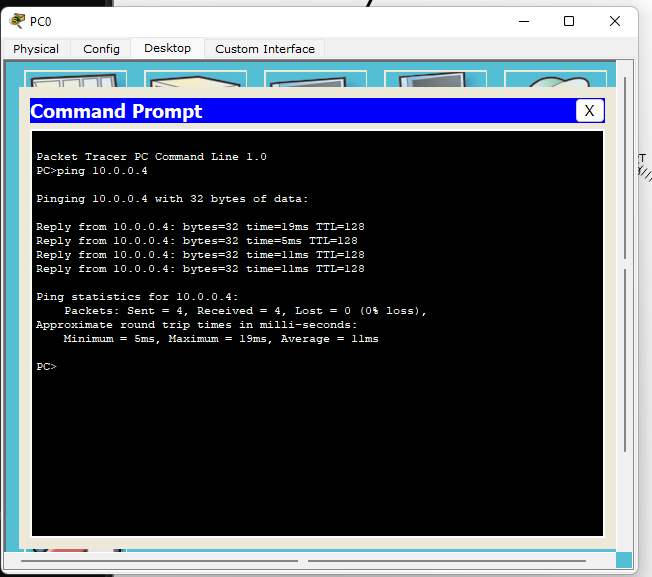 PC0
Physical Config Desktop Custom Interface
Command Prompt X
Packet Tracer PC Command Line 1.0
PC>ping 10.0.0.4
Pinging 10.0.0.4 with 32 bytes of data:
Reply from 10.0.0.4: bytes=32 time=19ms TTL=128
Reply from 10.0.0.4: bytes=32 time=5ms TTL=128
Reply from 10.0.0.4: bytes=32 time=11ms TTL=128
Reply from 10.0.0.4: bytes=32 time=11ms TTL=128
Ping statistics for 10.0.0.4:
Packets: Sent = 4, Received = 4, Lost = 0 (0% loss),
Approximate round trip times in milli-seconds:
Minimum = 5ms, Maximum = 19ms, Average = 11ms
PC>